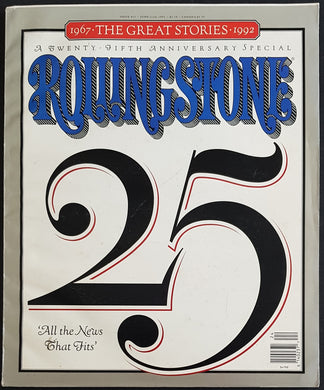 1967 · THE GREAT STORIES · 1992
A TWENTY-FIFTH ANNIVERSARY SPECIAL
ROLLING STONE
25
'All the News
That Fits'